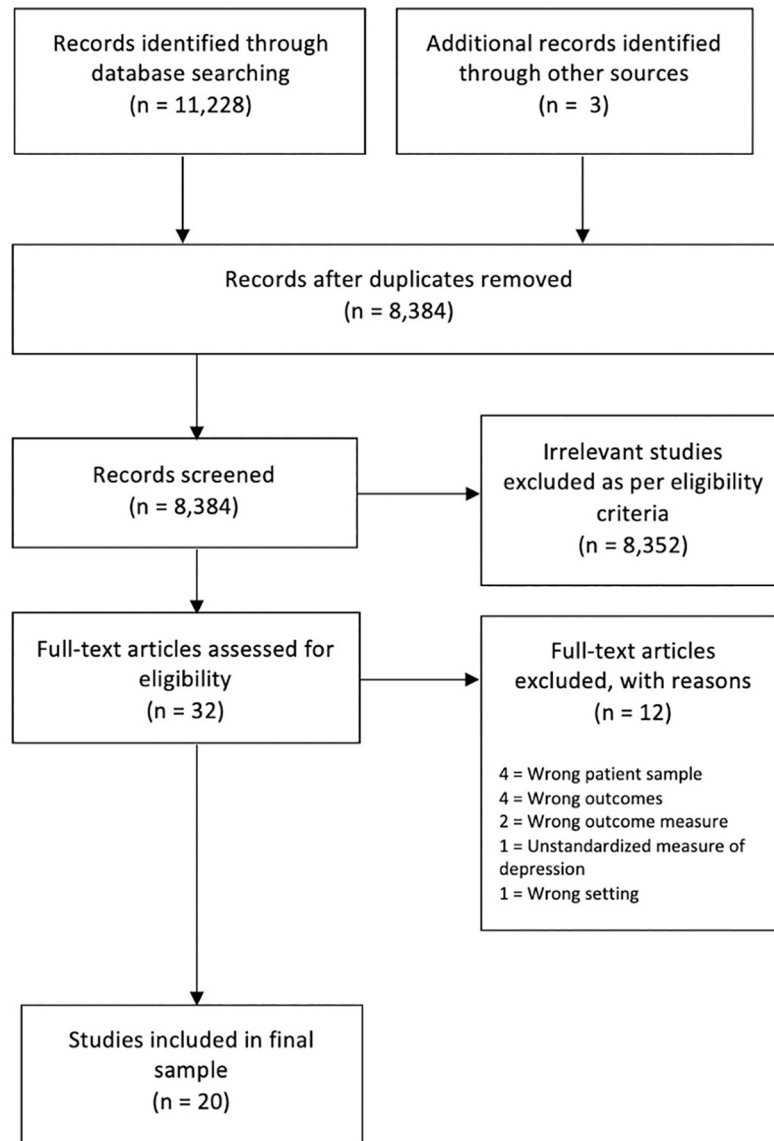 Records identified through
database searching
(n = 11,228)
Additional records identified
through other sources
(n = 3)
Records after duplicates removed
(n = 8,384)
Records screened
(n = 8,384)
Irrelevant studies
excluded as per eligibility
criteria
(n = 8,352)
Full-text articles assessed for
eligibility
(n = 32)
Full-text articles
excluded, with reasons
(n = 12)
4 = Wrong patient sample
4 = Wrong outcomes
2 = Wrong outcome measure
1 = Unstandardized measure of
depression
1 = Wrong setting
Studies included in final
sample
(n = 20)